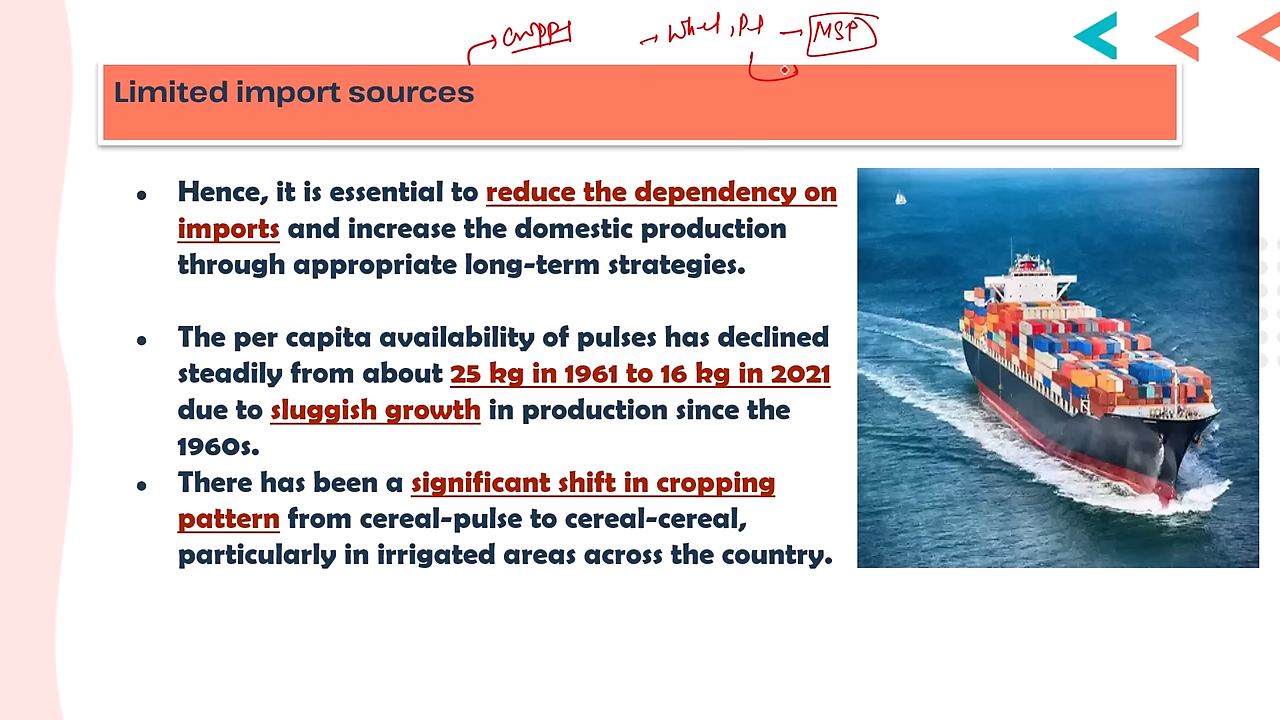 MSP
Limited import sources
Hence, it is essential to reduce the dependency on
imports and increase the domestic production
through appropriate long-term strategies.
The per capita availability of pulses has declined
steadily from about 25 kg in 1961 to 16 kg in 2021
due to sluggish growth in production since the
1960s.
There has been a significant shift in cropping
pattern from cereal-pulse to cereal-cereal,
particularly in irrigated areas across the country.